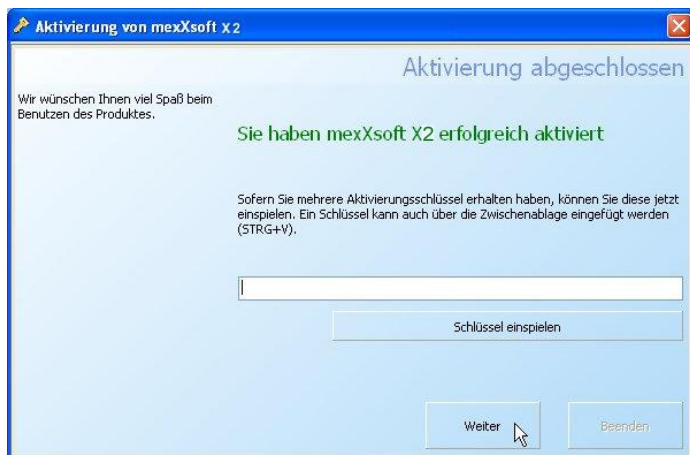 Aktivierung von mexXsoft X2
Aktivierung abgeschlossen
Wir wünschen Ihnen viel Spaß beim
Benutzen des Produktes.
Sie haben mexXsoft X2 erfolgreich aktiviert
Sofern Sie mehrere Aktivierungsschlüssel erhalten haben, können Sie diese jetzt
einspielen. Ein Schlüssel kann auch über die Zwischenablage eingefügt werden
(STRG+V).
Schlüssel einspielen
Weiter
Beenden